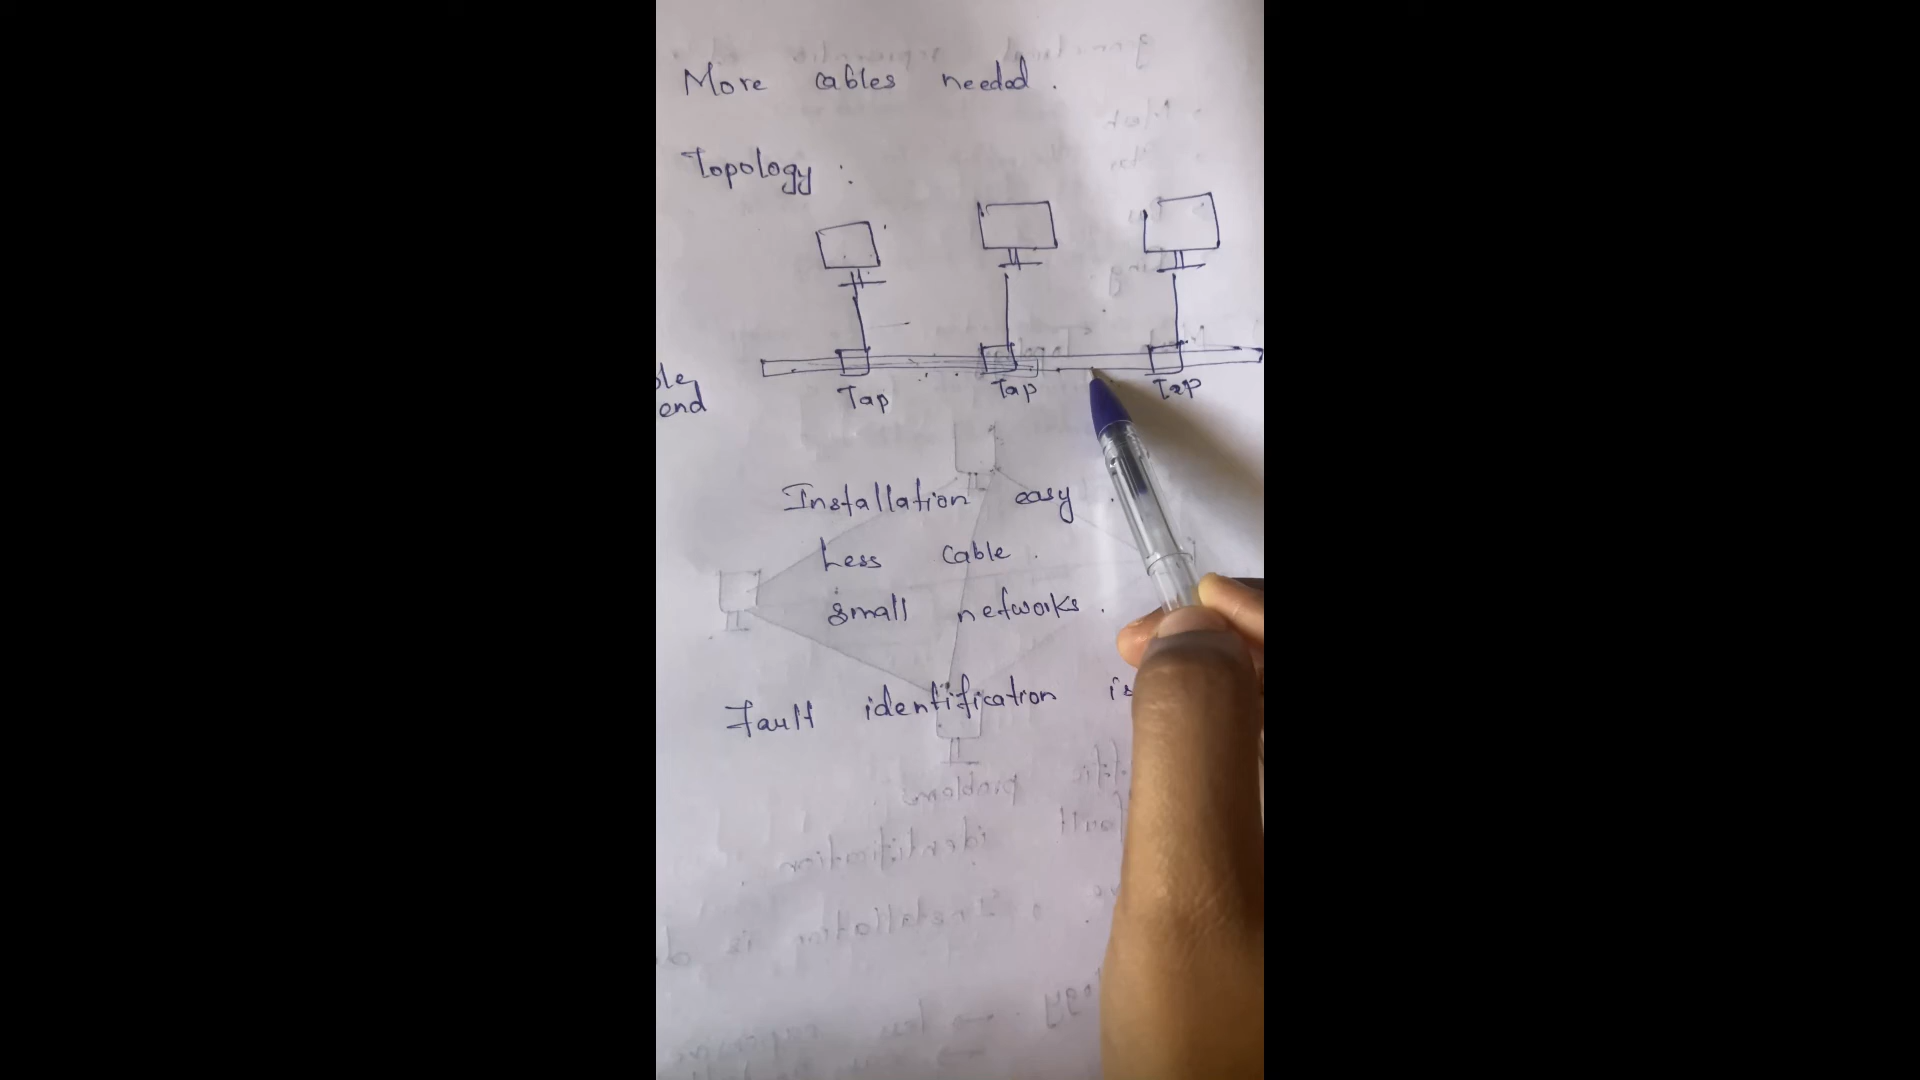 More cables needed .
Topology :
end
Tap Tap Tap
Installation easy .
Less cable .
small networks .
Fault identification is